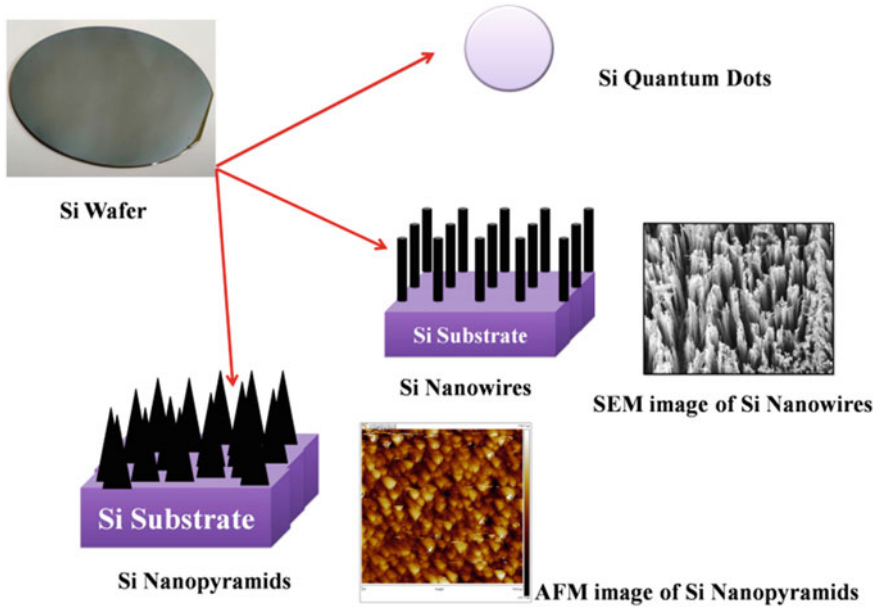 Si Quantum Dots
Si Wafer
Si Substrate
Si Nanowires
SEM image of Si Nanowires
Si Substrate
Si Nanopyramids
AFM image of Si Nanopyramids